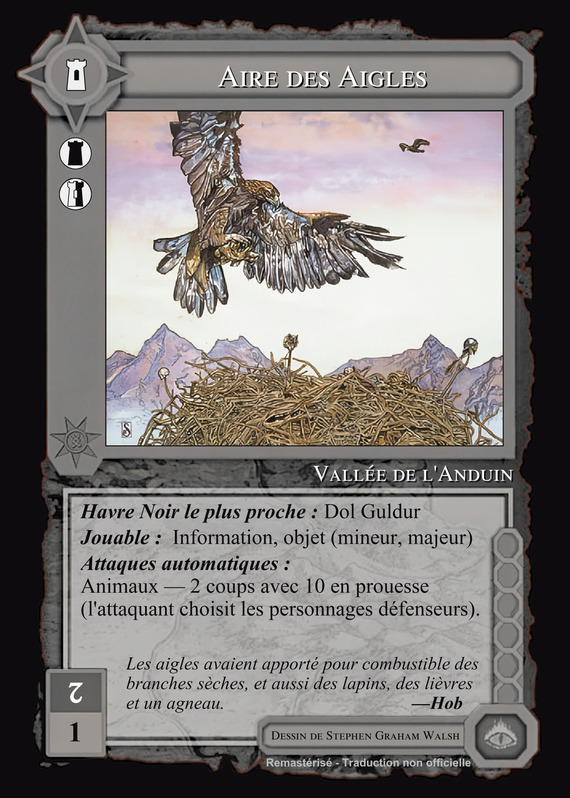 Aire des Aigles
Vallée de l'Anduin
Havre Noir le plus proche : Dol Guldur
Jouable : Information, objet (mineur, majeur)
Attaques automatiques :
Animaux — 2 coups avec 10 en prouesse
(l'attaquant choisit les personnages défenseurs).
Les aigles avaient apporté pour combustible des
branches sèches, et aussi des lapins, des lièvres
et un agneau. —Hob
2
1
Dessin de Stephen Graham Walsh
Remastérisé - Traduction non officielle